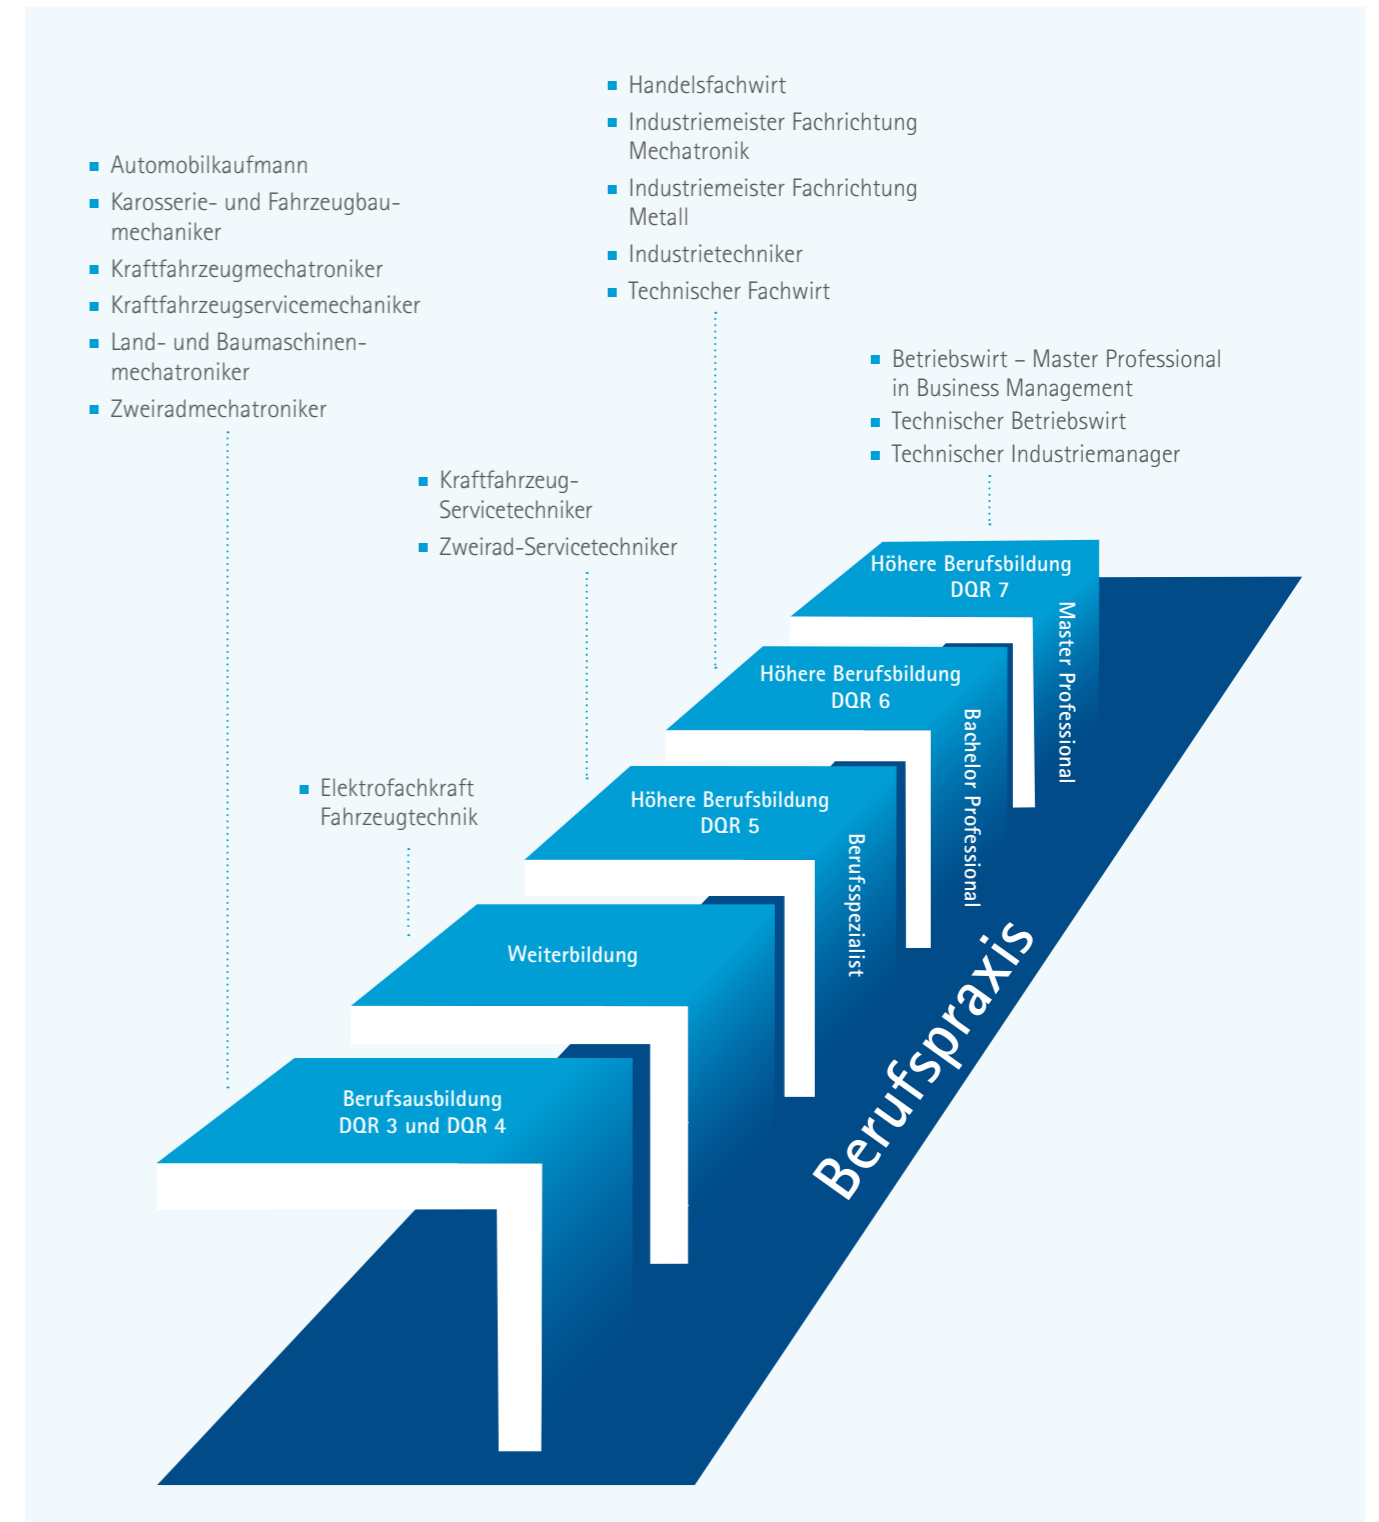 Handelsfachwirt
Industriemeister Fachrichtung
Mechatronik
Industriemeister Fachrichtung
Metall
Industrietechniker
Technischer Fachwirt
Automobilkaufmann
Karosserie- und Fahrzeugbau-
mechaniker
Kraftfahrzeugmechatroniker
Kraftfahrzeugservicemechaniker
Land- und Baumaschinen-
mechatroniker
Zweiradmechatroniker
Betriebswirt – Master Professional
in Business Management
Technischer Betriebswirt
Technischer Industriemanager
Kraftfahrzeug-
Servicetechniker
Zweirad-Servicetechniker
Elektrofachkraft
Fahrzeugtechnik
Höhere Berufsbildung
DQR 7
Master Professional
Höhere Berufsbildung
DQR 6
Bachelor Professional
Höhere Berufsbildung
DQR 5
Berufsspezialist
Weiterbildung
Berufsausbildung
DQR 3 und DQR 4
Berufspraxis